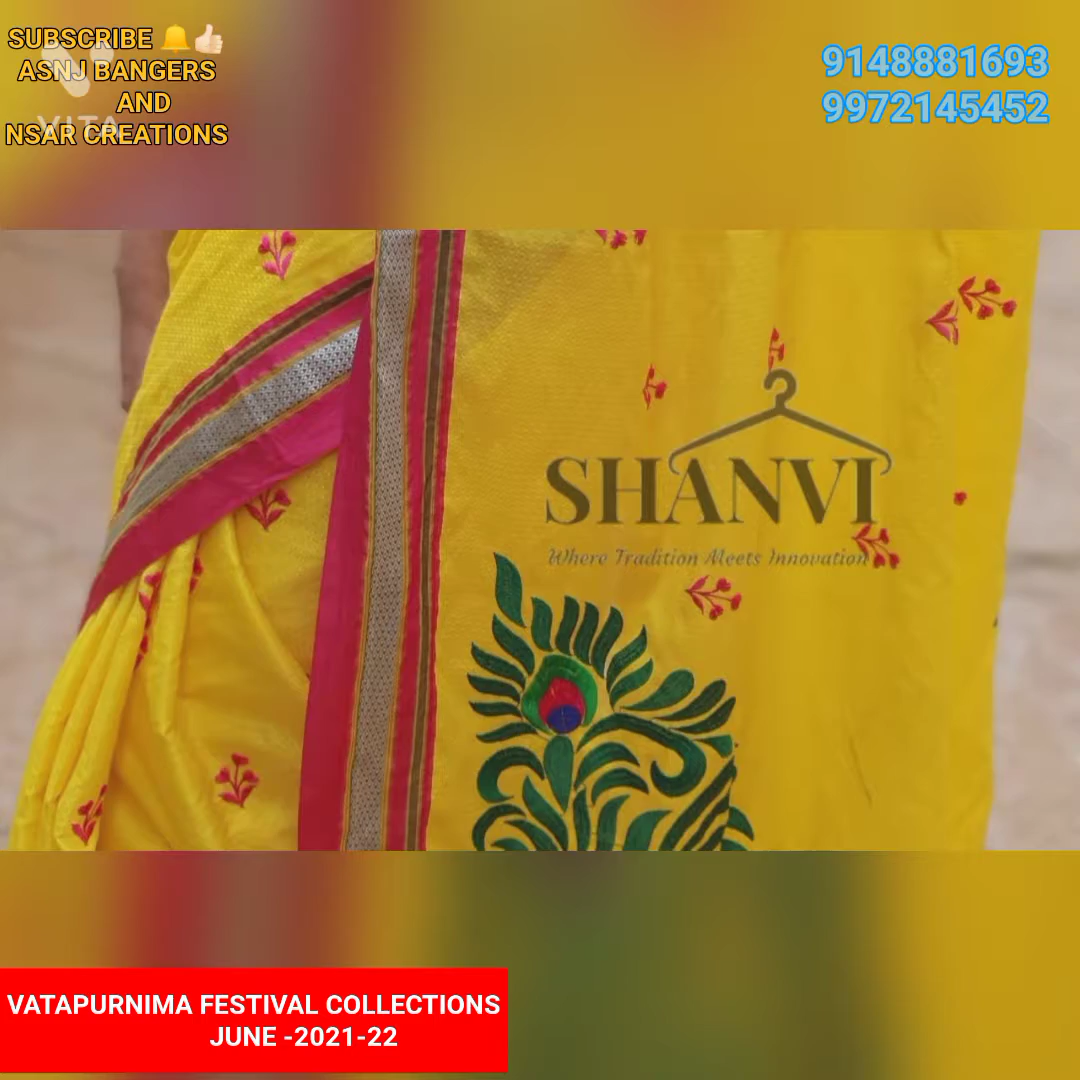 SUBSCRIBE 🔔👍🏻
ASNJ BANGERS
AND
NSAR CREATIONS
VITA
9148881693
9972145452
SHANVI
Where Tradition Meets Innovation
VATAPURNIMA FESTIVAL COLLECTIONS
JUNE -2021-22